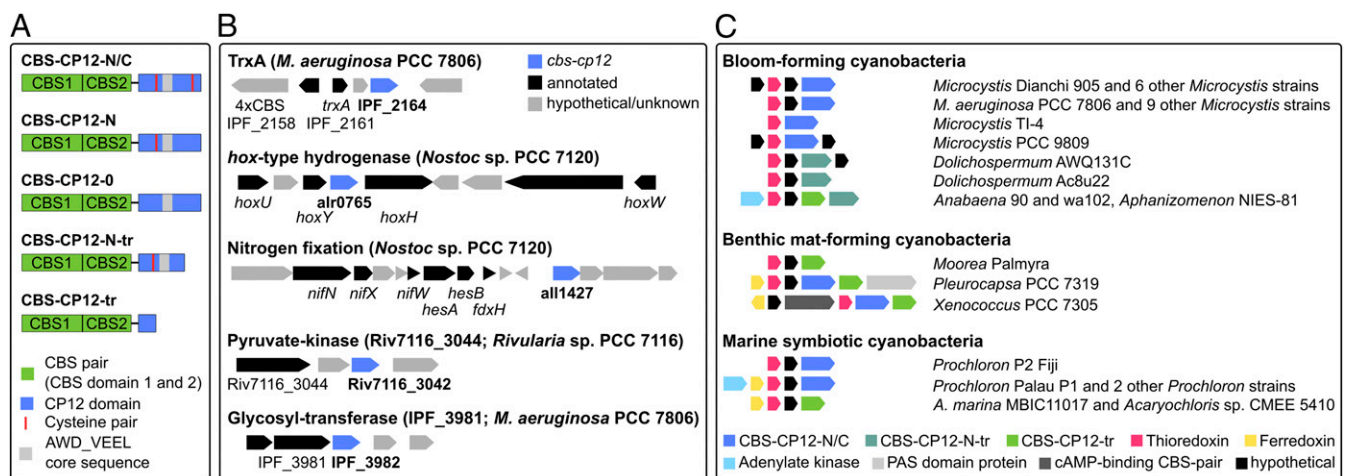 A
CBS-CP12-N/C
CBS1 CBS2
CBS-CP12-N
CBS1 CBS2
CBS-CP12-0
CBS1 CBS2
CBS-CP12-N-tr
CBS1 CBS2
CBS-CP12-tr
CBS1 CBS2
CBS pair
(CBS domain 1 and 2)
CP12 domain
Cysteine pair
AWD_VEEL
core sequence
B
TrxA (M. aeruginosa PCC 7806)
cbs-cp12
annotated
hypothetical/unknown
4xCBS trxA IPF_2164
IPF_2158 IPF_2161
hox-type hydrogenase (Nostoc sp. PCC 7120)
alr0765
hoxU hoxY hoxH hoxW
Nitrogen fixation (Nostoc sp. PCC 7120)
nifN nifX nifW hesB all1427
hesA fdxH
Pyruvate-kinase (Riv7116_3044; Rivularia sp. PCC 7116)
Riv7116_3044 Riv7116_3042
Glycosyl-transferase (IPF_3981; M. aeruginosa PCC 7806)
IPF_3981 IPF_3982
C
Bloom-forming cyanobacteria
Microcystis Dianchi 905 and 6 other Microcystis strains
M. aeruginosa PCC 7806 and 9 other Microcystis strains
Microcystis TI-4
Microcystis PCC 9809
Dolichospermum AWQ131C
Dolichospermum Ac8u22
Anabaena 90 and wa102, Aphanizomenon NIES-81
Benthic mat-forming cyanobacteria
Moorea Palmyra
Pleurocapsa PCC 7319
Xenococcus PCC 7305
Marine symbiotic cyanobacteria
Prochloron P2 Fiji
Prochloron Palau P1 and 2 other Prochloron strains
A. marina MBIC11017 and Acaryochloris sp. CMEE 5410
CBS-CP12-N/C CBS-CP12-N-tr CBS-CP12-tr Thioredoxin Ferredoxin
Adenylate kinase PAS domain protein cAMP-binding CBS-pair hypothetical